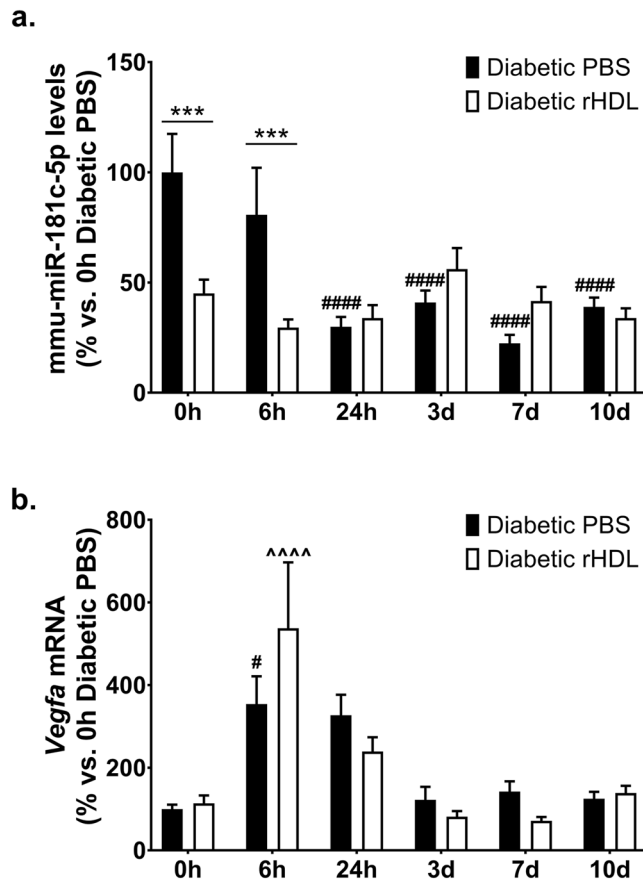 a.
mmu-miR-181c-5p levels
(% vs. 0h Diabetic PBS)
150
100
50
0
Diabetic PBS
Diabetic rHDL
***
***
####
####
####
####
0h 6h 24h 3d 7d 10d
b.
Vegfa mRNA
(% vs. 0h Diabetic PBS)
800
600
400
200
0
Diabetic PBS
Diabetic rHDL
^^^^
#
0h 6h 24h 3d 7d 10d